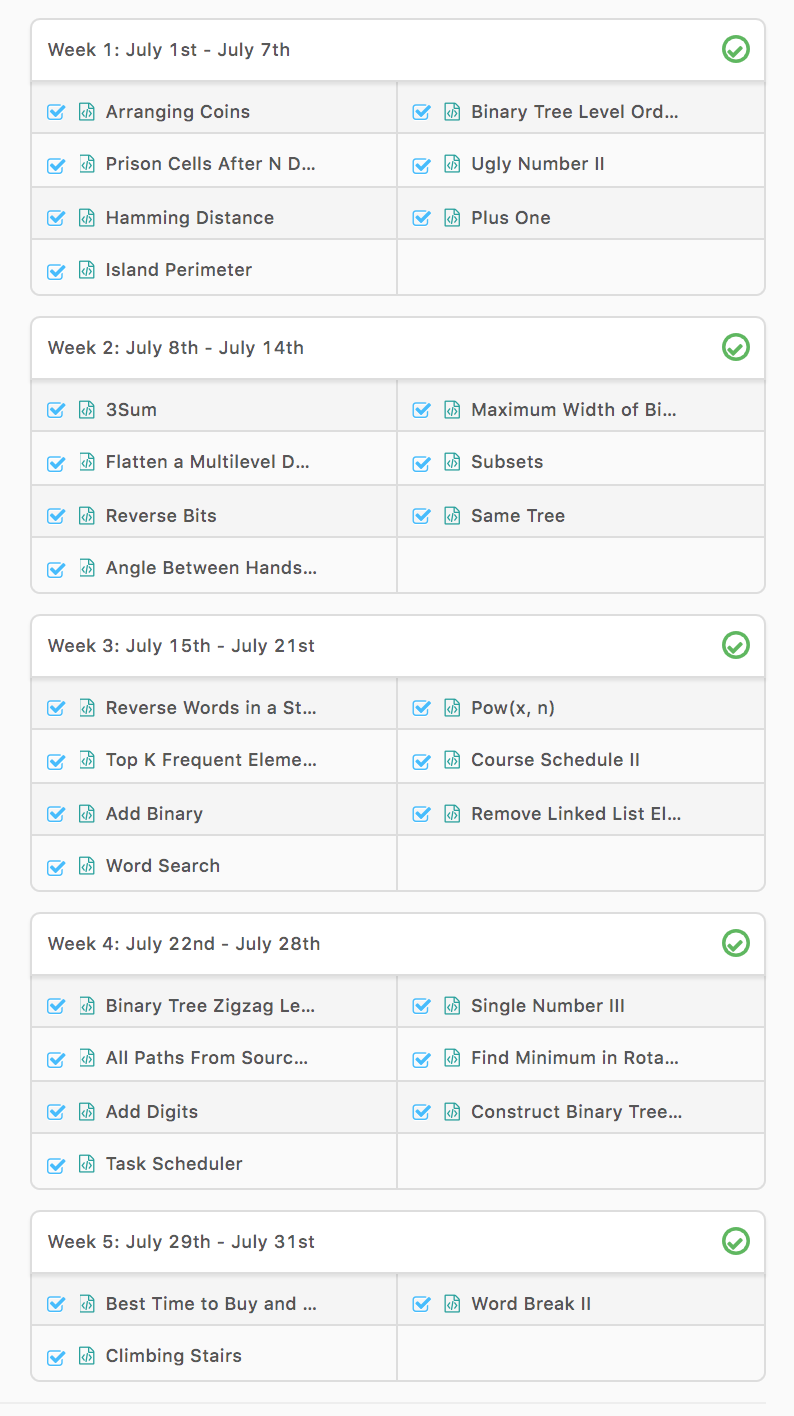 Week 1: July 1st - July 7th
Arranging Coins
Binary Tree Level Ord...
Prison Cells After N D...
Ugly Number II
Hamming Distance
Plus One
Island Perimeter
Week 2: July 8th - July 14th
3Sum
Maximum Width of Bi...
Flatten a Multilevel D...
Subsets
Reverse Bits
Same Tree
Angle Between Hands...
Week 3: July 15th - July 21st
Reverse Words in a St...
Pow(x, n)
Top K Frequent Eleme...
Course Schedule II
Add Binary
Remove Linked List El...
Word Search
Week 4: July 22nd - July 28th
Binary Tree Zigzag Le...
Single Number III
All Paths From Sourc...
Find Minimum in Rota...
Add Digits
Construct Binary Tree...
Task Scheduler
Week 5: July 29th - July 31st
Best Time to Buy and ...
Word Break II
Climbing Stairs